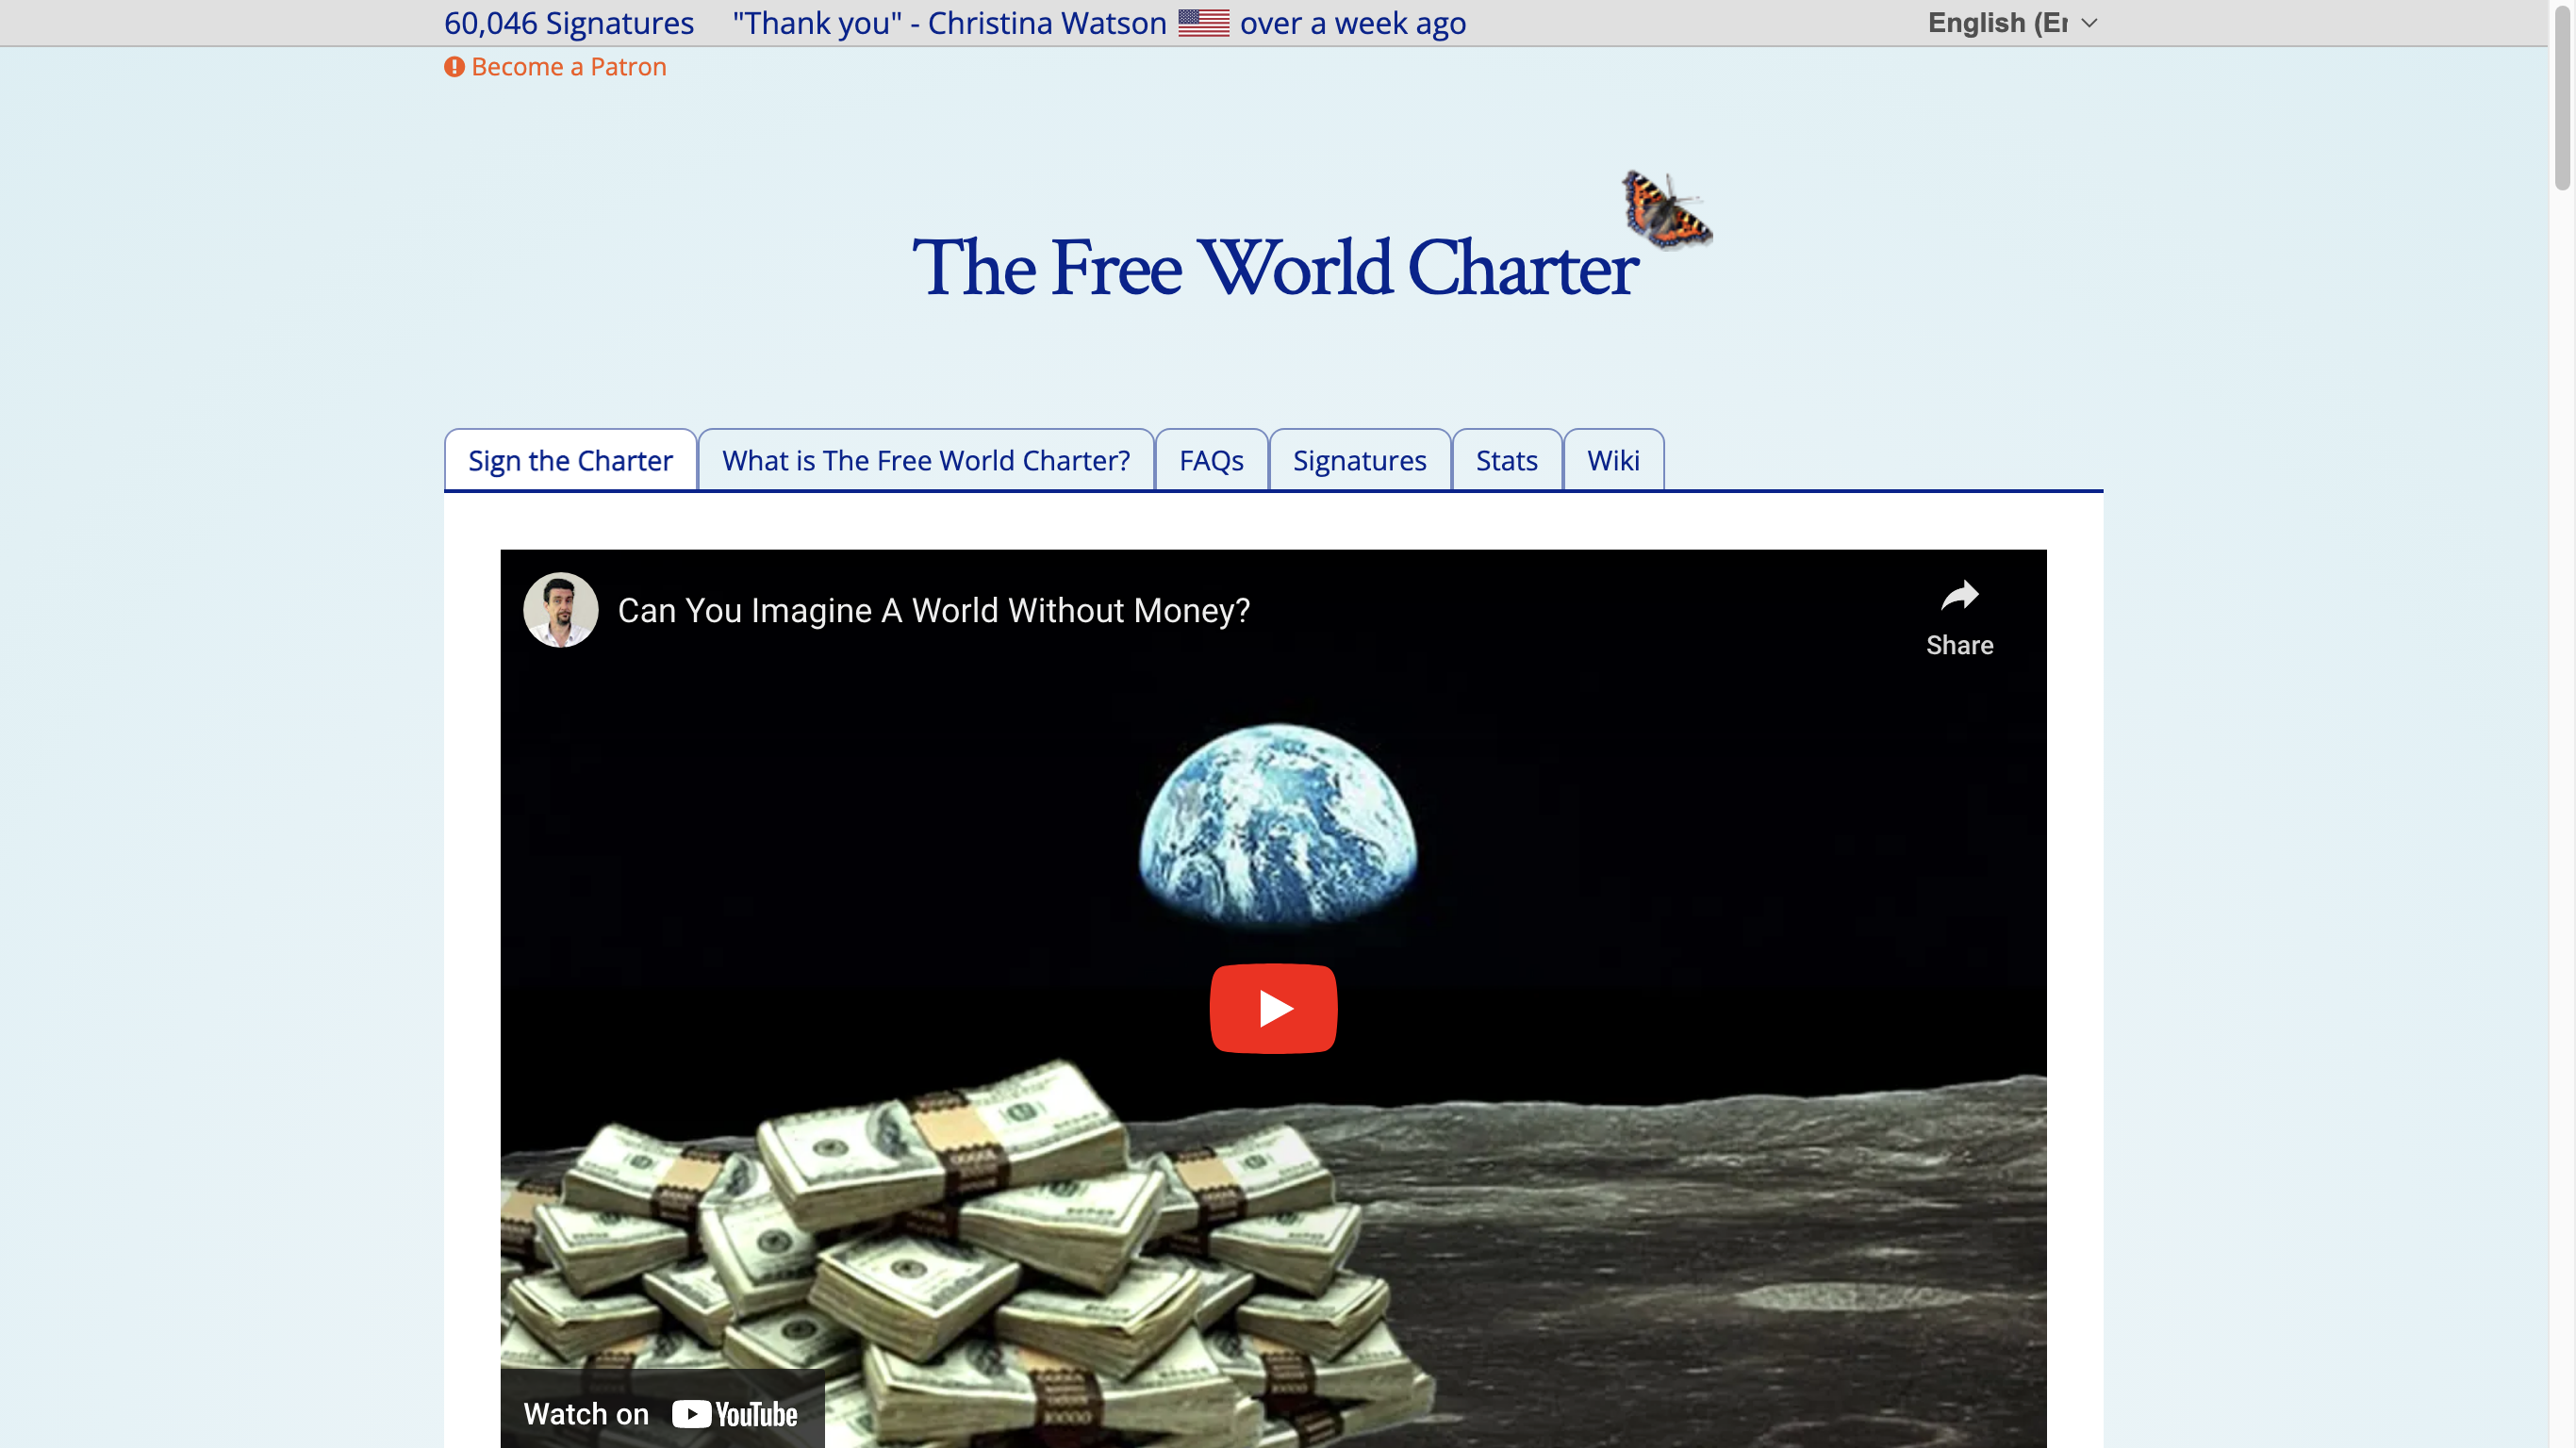 60,046 Signatures "Thank you" - Christina Watson over a week ago English (Er
Become a Patron
The Free World Charter
Sign the Charter What is The Free World Charter? FAQs Signatures Stats Wiki
Can You Imagine A World Without Money?
Share
Watch on YouTube